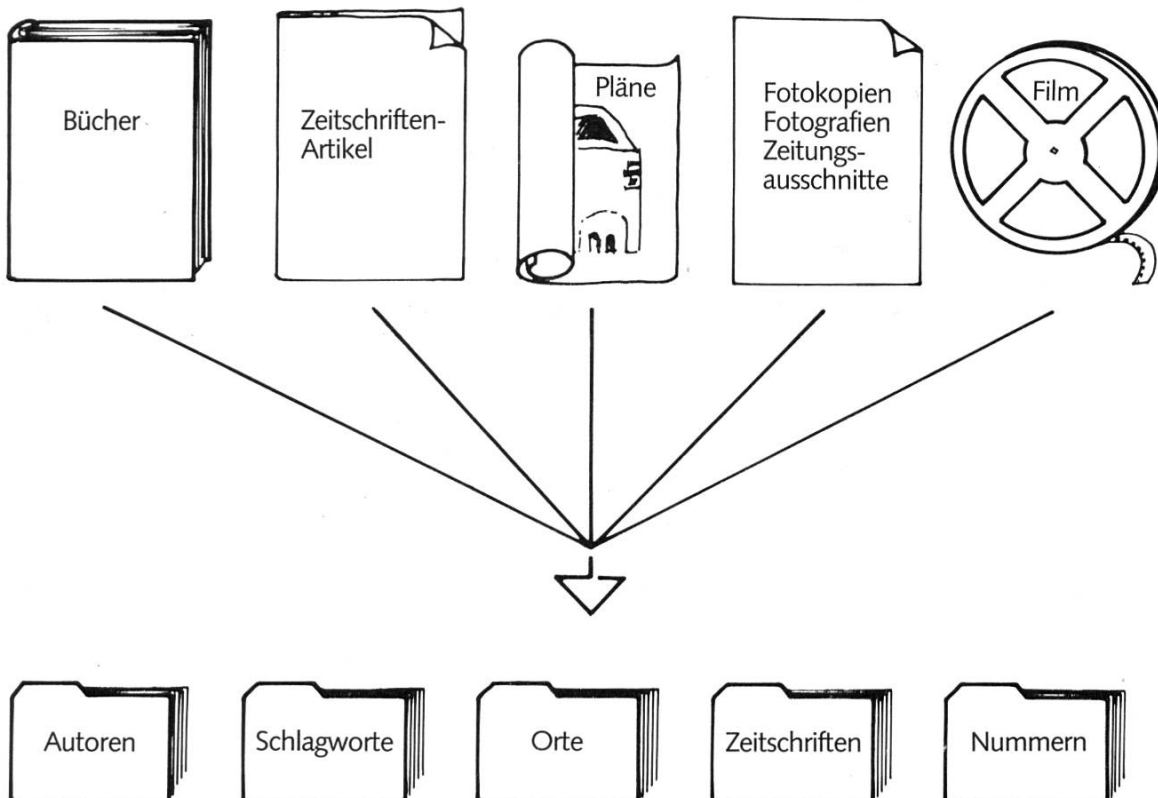 Bücher
Zeitschriften-
Artikel
Pläne
Fotokopien
Fotografien
Zeitungs-
ausschnitte
Film
Autoren
Schlagworte
Orte
Zeitschriften
Nummern